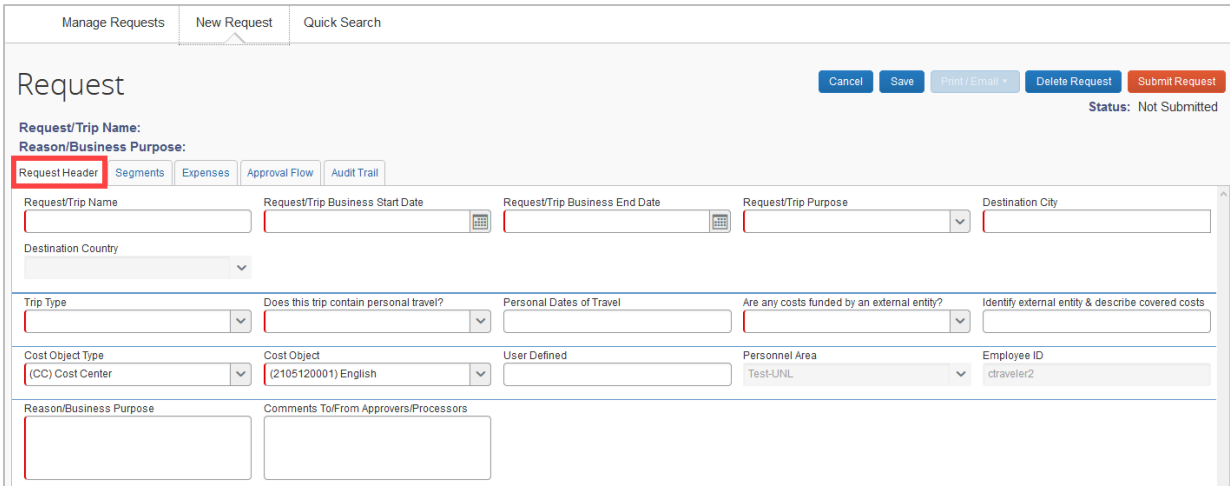 Manage Requests New Request Quick Search
Request
Cancel Save Print / Email Delete Request Submit Request
Status: Not Submitted
Request/Trip Name:
Reason/Business Purpose:
Request Header Segments Expenses Approval Flow Audit Trail
Request/Trip Name Request/Trip Business Start Date Request/Trip Business End Date Request/Trip Purpose Destination City
Destination Country
Trip Type Does this trip contain personal travel? Personal Dates of Travel Are any costs funded by an external entity? Identify external entity & describe covered costs
Cost Object Type Cost Object User Defined Personnel Area Employee ID
(CC) Cost Center (2105120001) English Test-UNL ctraveler2
Reason/Business Purpose Comments To/From Approvers/Processors